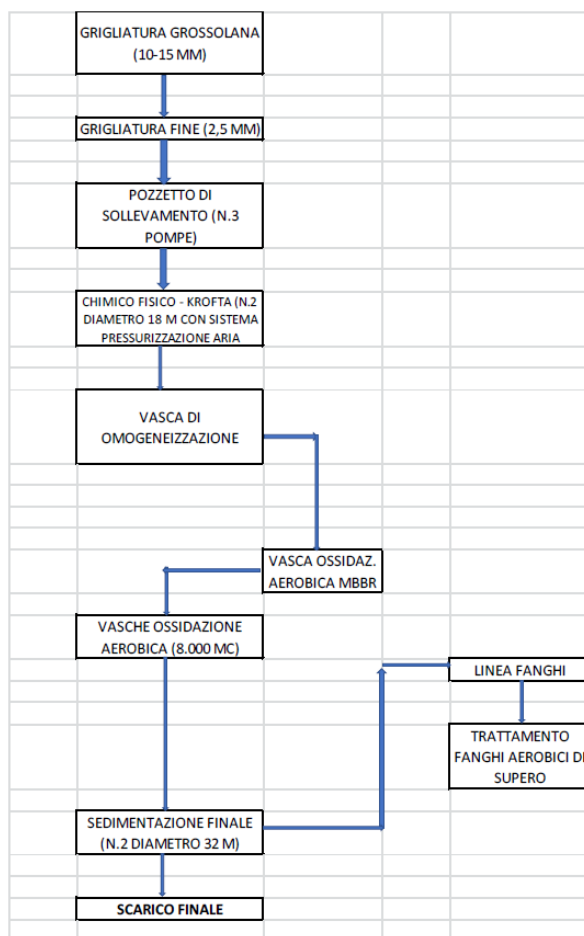 GRIGLIATURA GROSSOLANA
(10-15 MM)
GRIGLIATURA FINE (2,5 MM)
POZZETTO DI
SOLLEVAMENTO (N.3
POMPE)
CHIMICO FISICO - KROFTA (N.2
DIAMETRO 18 M CON SISTEMA
PRESSURIZZAZIONE ARIA
VASCA DI
OMOGENEIZZAZIONE
VASCA OSSIDAZ.
AEROBICA MBBR
VASCHE OSSIDAZIONE
AEROBICA (8.000 MC)
LINEA FANGHI
TRATTAMENTO
FANGHI AEROBICI DI
SUPERO
SEDIMENTAZIONE FINALE
(N.2 DIAMETRO 32 M)
SCARICO FINALE